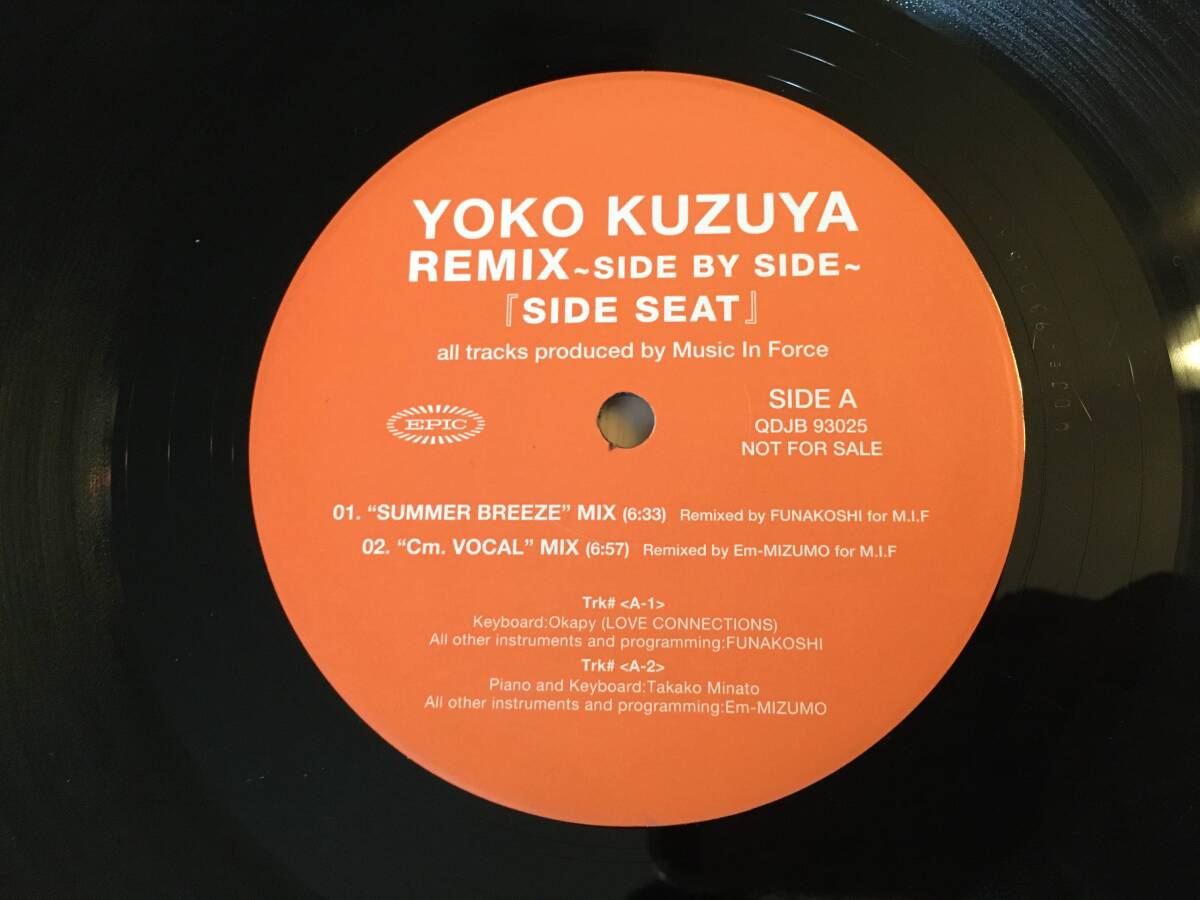 YOKO KUZUYA
REMIX~SIDE BY SIDE~
『SIDE SEAT』
all tracks produced by Music In Force
EPIC
SIDE A
QDJB 93025
NOT FOR SALE
01. “SUMMER BREEZE” MIX (6:33) Remixed by FUNAKOSHI for M.I.F
02. “Cm. VOCAL” MIX (6:57) Remixed by Em-MIZUMO for M.I.F
Trk# <A-1>
Keyboard:Okapy (LOVE CONNECTIONS)
All other instruments and programming:FUNAKOSHI
Trk# <A-2>
Piano and Keyboard:Takako Minato
All other instruments and programming:Em-MIZUMO